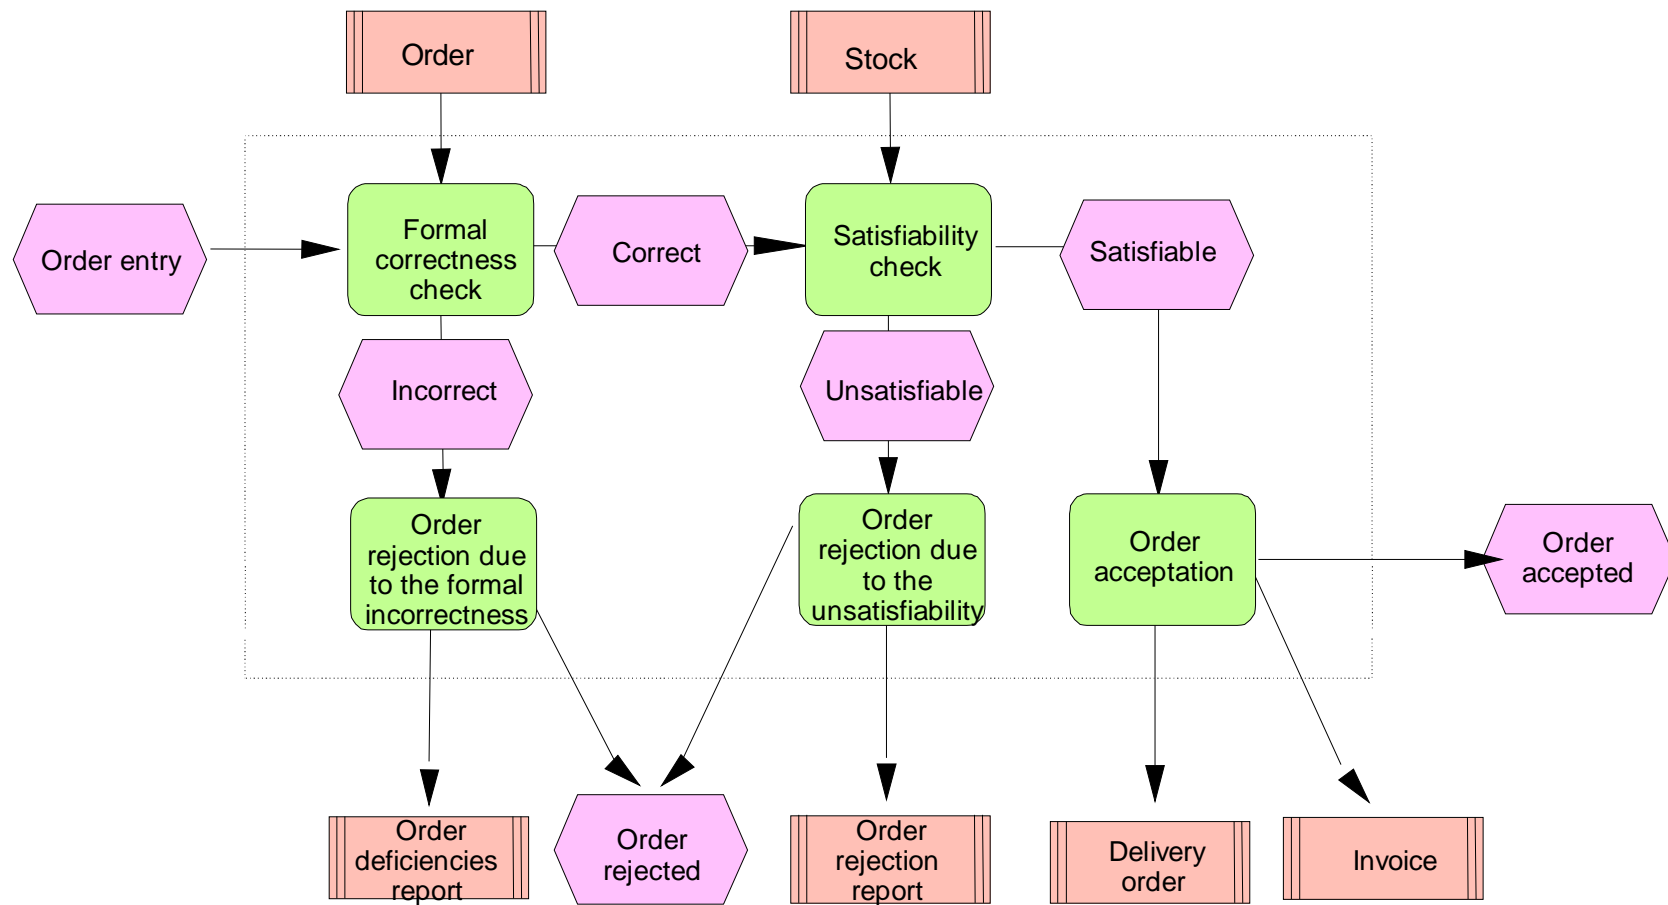 Order
Stock
Order entry
Formal
correctness
check
Correct
Satisfiability
check
Satisfiable
Incorrect
Unsatisfiable
Order
rejection due
to the formal
incorrectness
Order
rejection due
to the
unsatisfiability
Order
acceptation
Order
accepted
Order
deficiencies
report
Order
rejected
Order
rejection
report
Delivery
order
Invoice